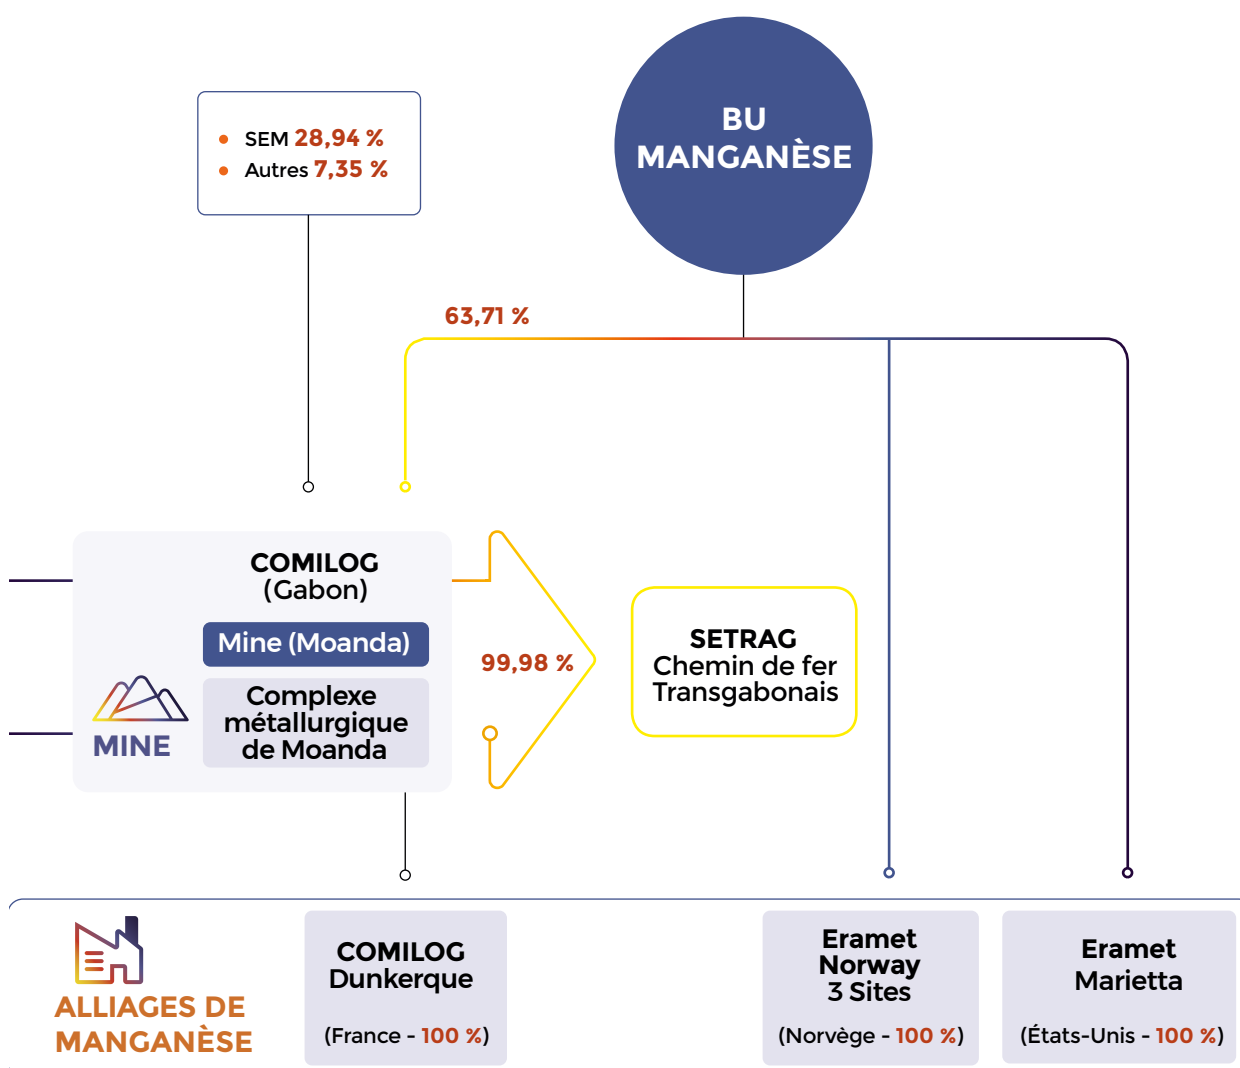 BU
MANGANÈSE
• SEM 28,94 %
• Autres 7,35 %
63,71 %
COMILOG
(Gabon)
Mine (Moanda)
Complexe
métallurgique
de Moanda
MINE
99,98 %
SETRAG
Chemin de fer
Transgabonais
ALLIAGES DE
MANGANÈSE
COMILOG
Dunkerque
(France - 100 %)
Eramet
Norway
3 Sites
(Norvège - 100 %)
Eramet
Marietta
(États-Unis - 100 %)